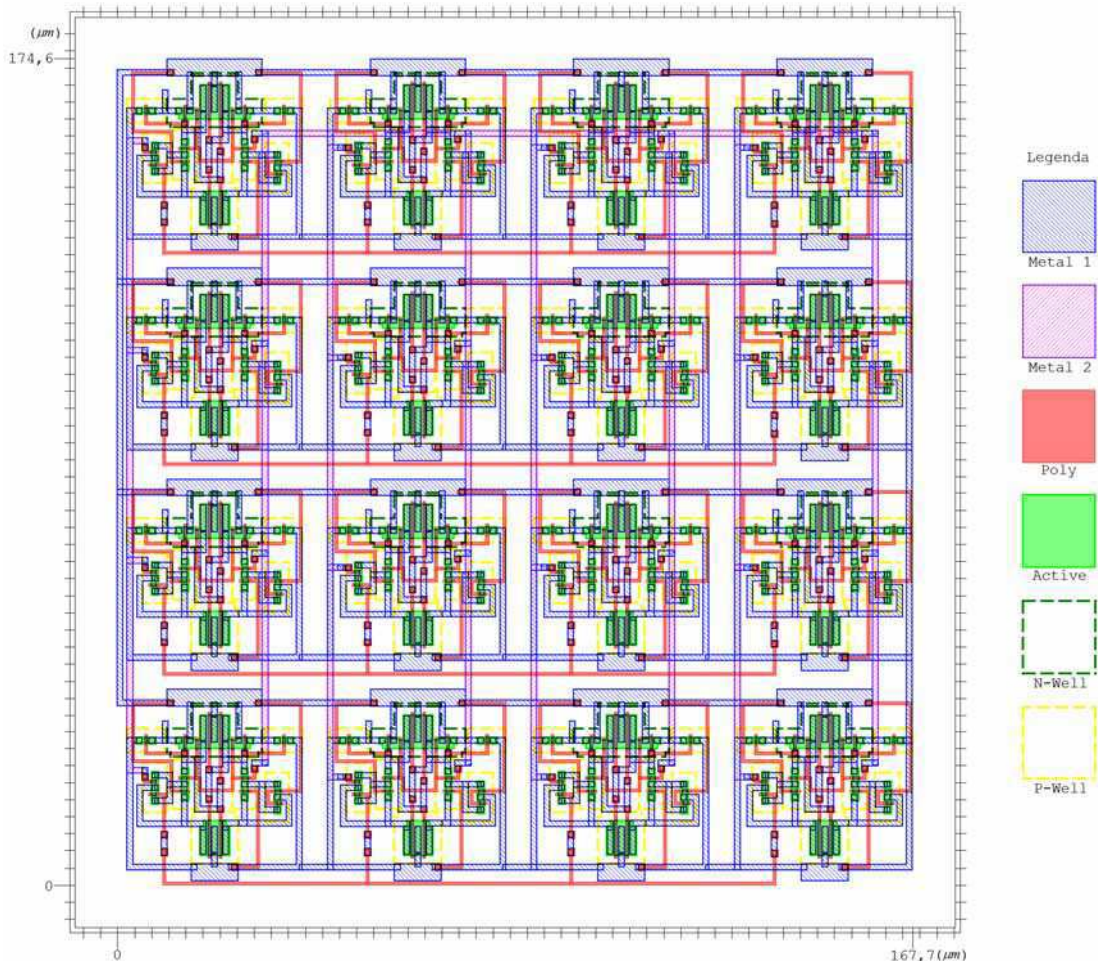 (μm)
174,6
0
0
167,7(μm)
Legenda
Metal 1
Metal 2
Poly
Active
N-Well
P-Well